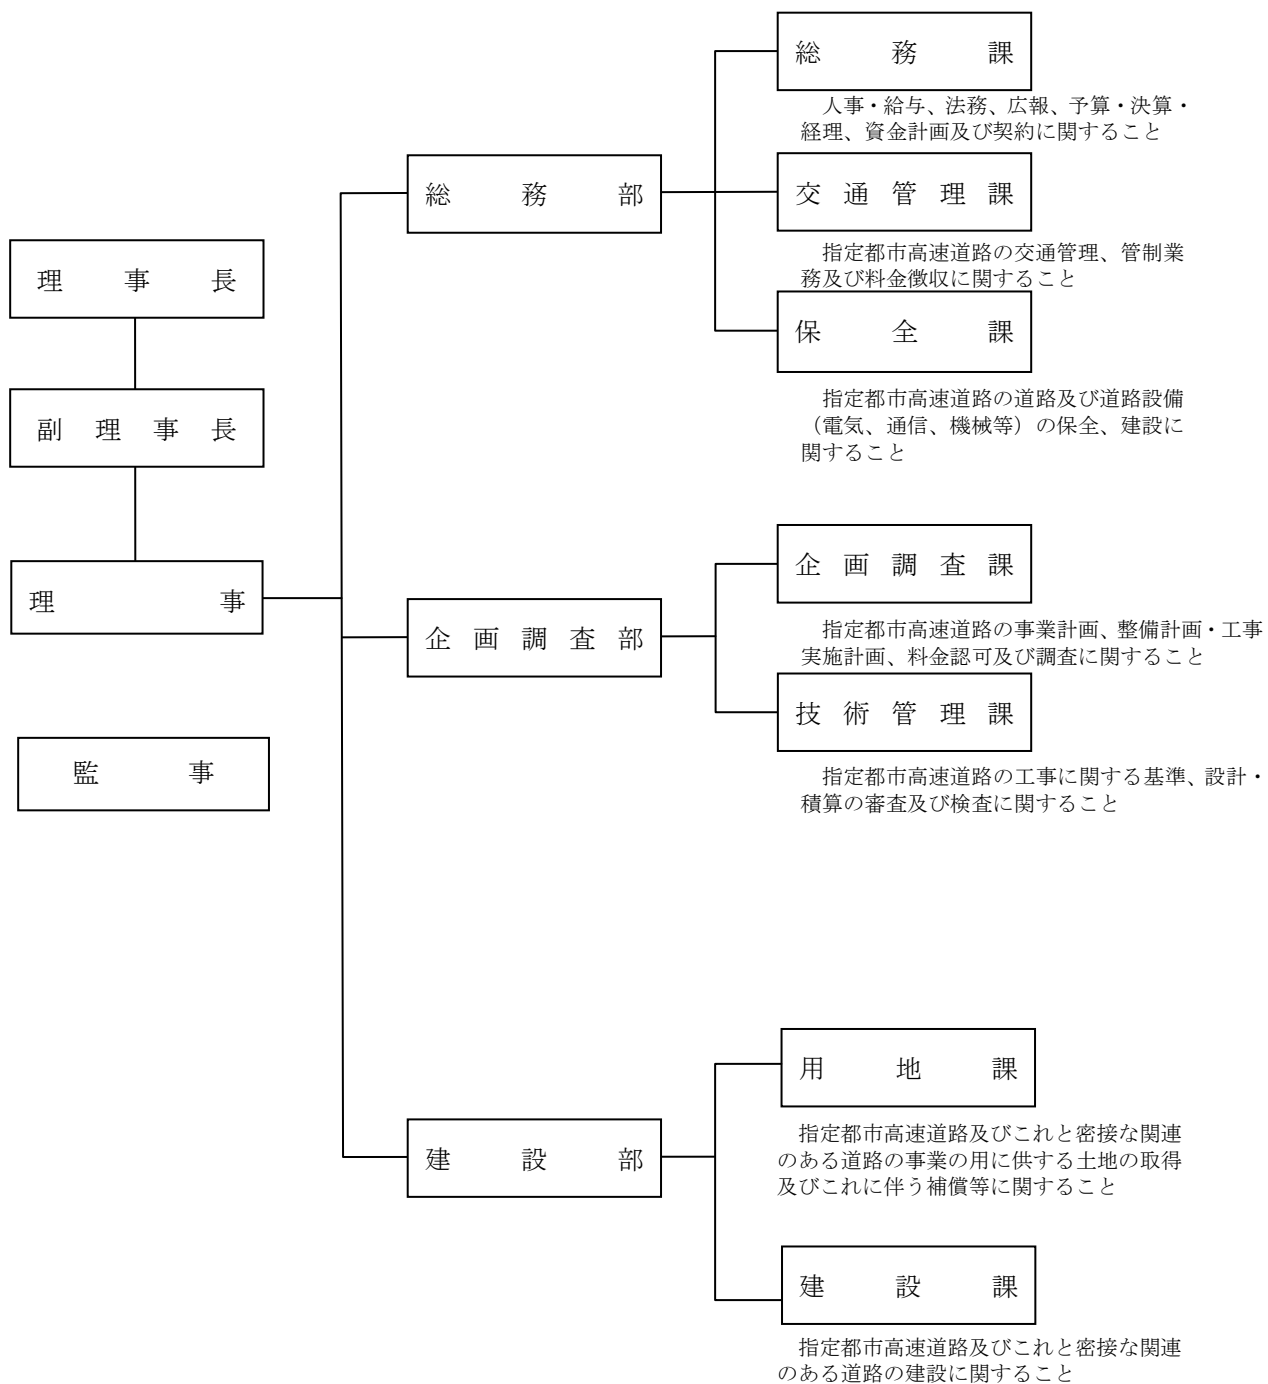 理事長
副理事長
理事
監事
総務部
総務課
人事・給与、法務、広報、予算・決算・
経理、資金計画及び契約に関すること
交通管理課
指定都市高速道路の交通管理、管制業
務及び料金徴収に関すること
保全課
指定都市高速道路の道路及び道路設備
（電気、通信、機械等）の保全、建設に
関すること
企画調査部
企画調査課
指定都市高速道路の事業計画、整備計画・工事
実施計画、料金認可及び調査に関すること
技術管理課
指定都市高速道路の工事に関する基準、設計・
積算の審査及び検査に関すること
建設部
用地課
指定都市高速道路及びこれと密接な関連
のある道路の事業の用に供する土地の取得
及びこれに伴う補償等に関すること
建設課
指定都市高速道路及びこれと密接な関連
のある道路の建設に関すること